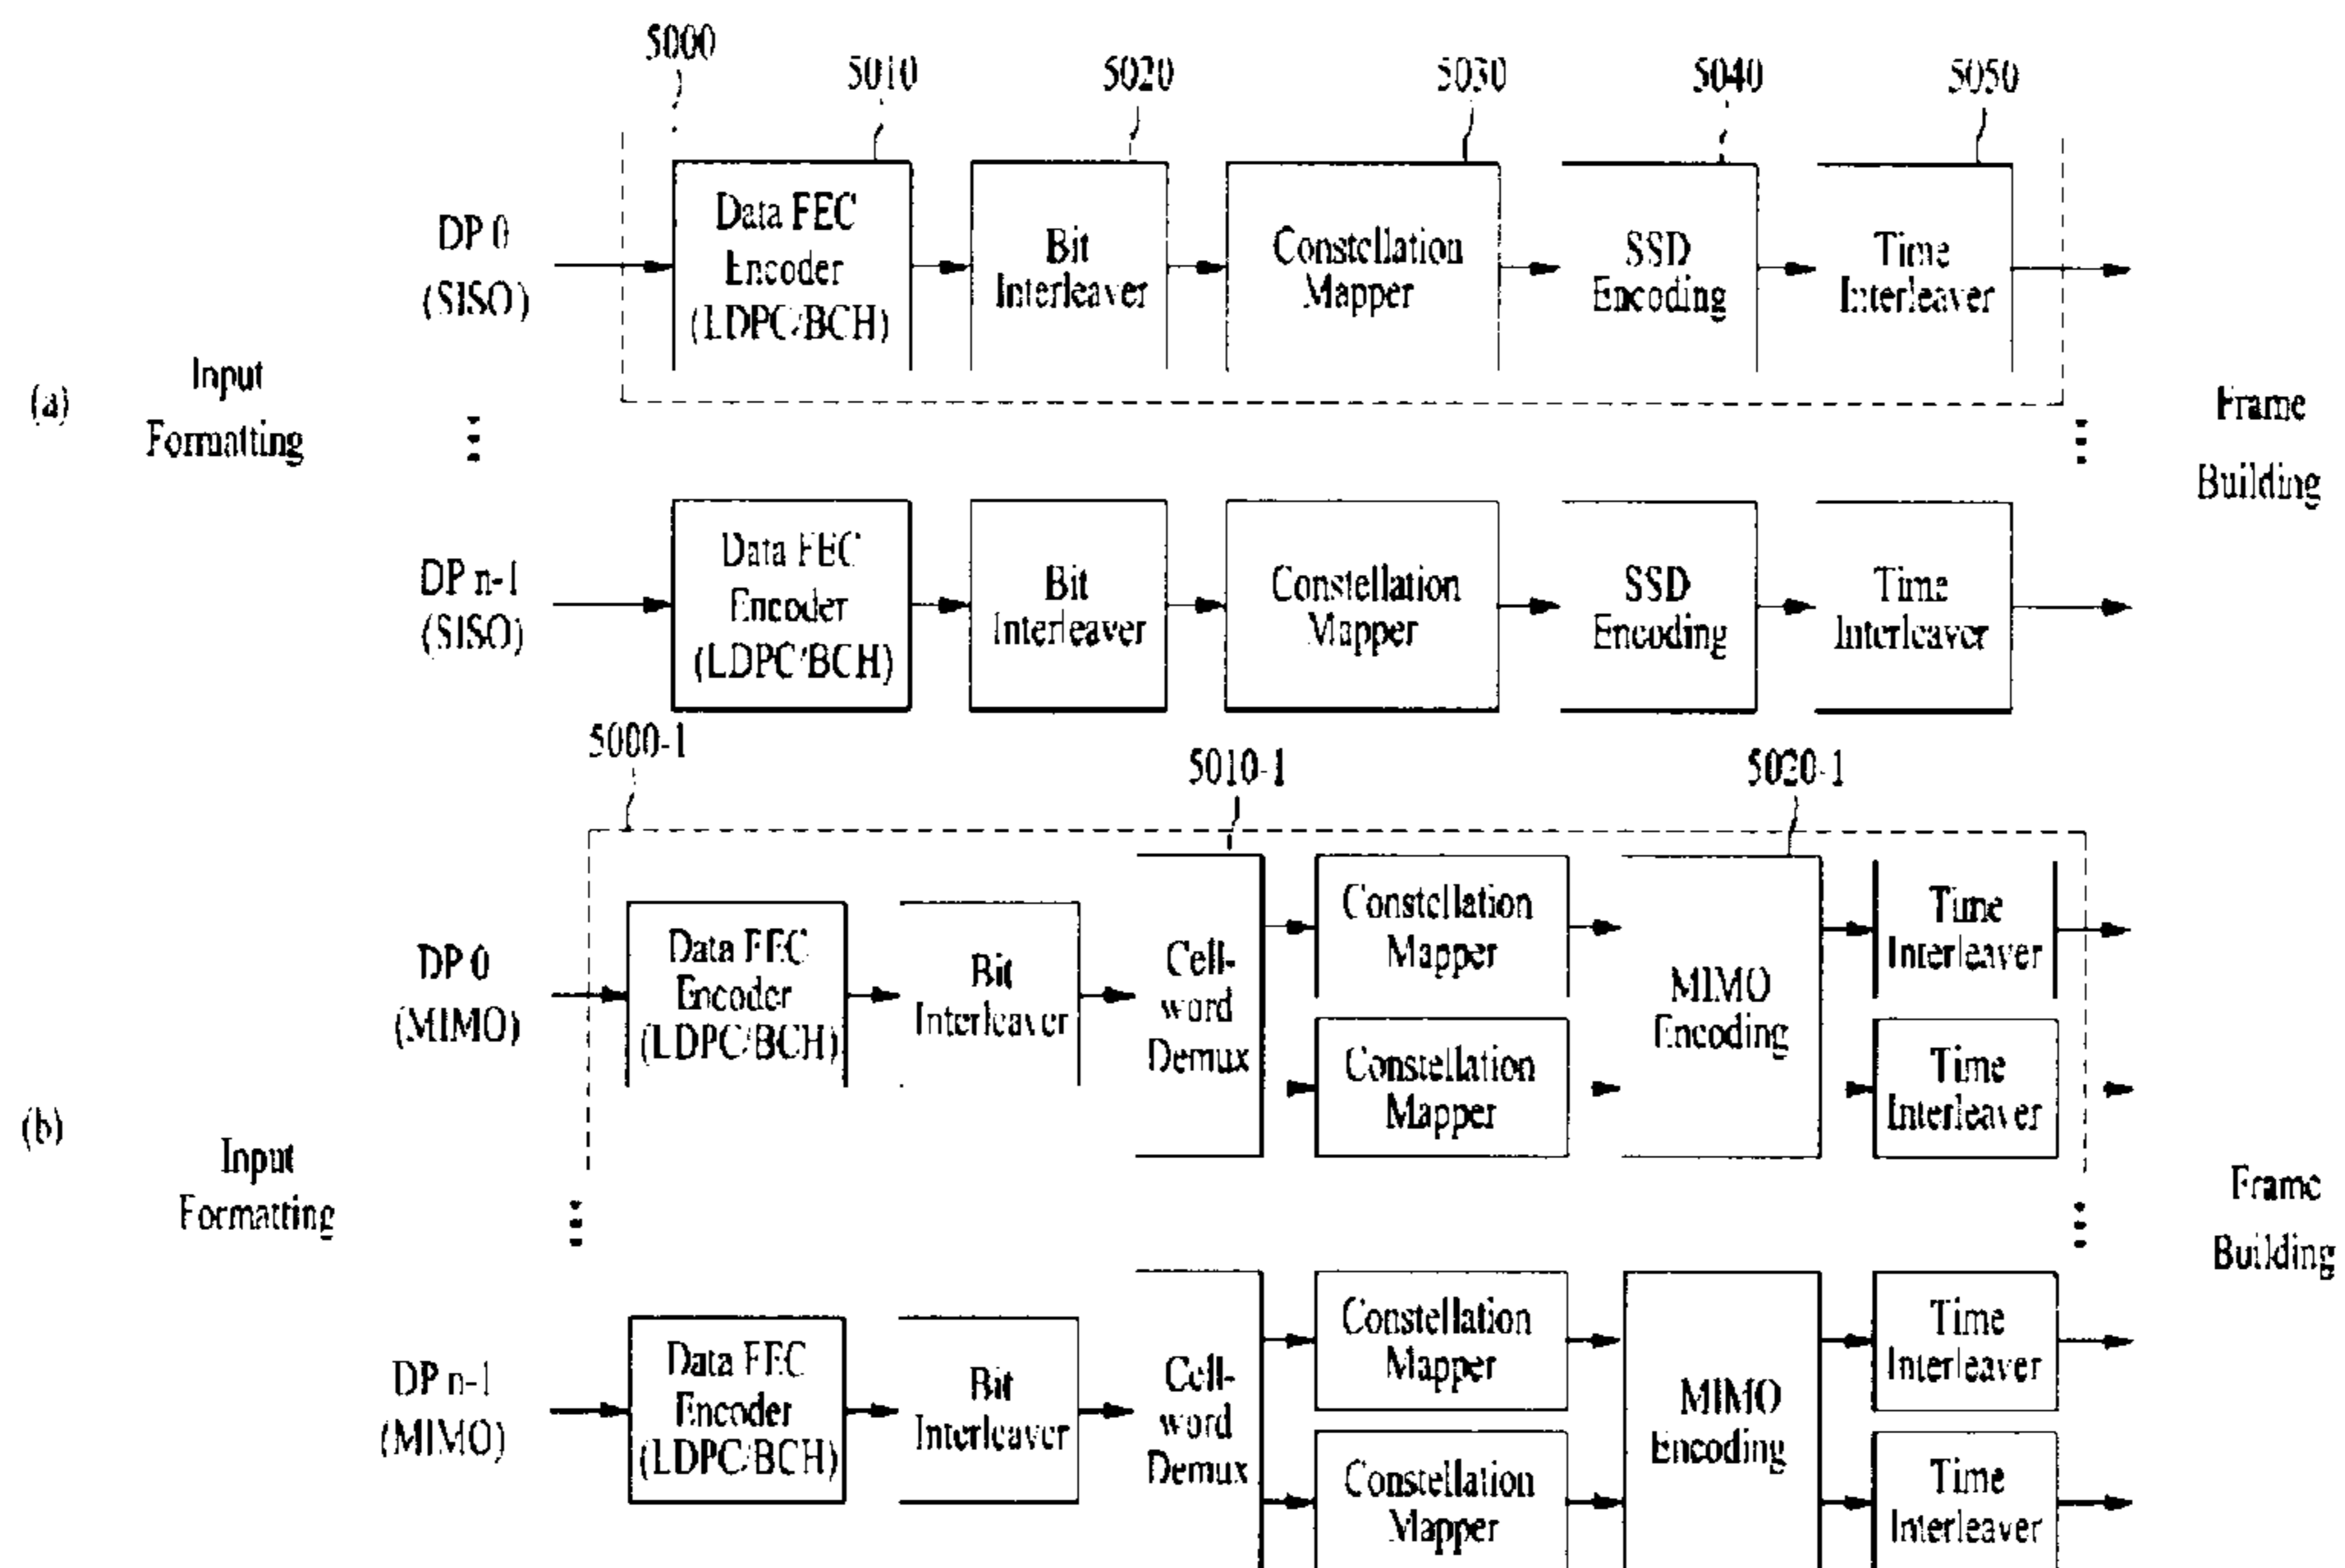 5000
5010
5020
5030
5040
5050
DP 0
(SISO)
Data FEC
Encoder
(LDPC/BCH)
Bit
Interleaver
Constellation
Mapper
SSD
Encoding
Time
Interleaver
(a)
Input
Formatting
Frame
Building
DP n-1
(SISO)
Data FEC
Encoder
(LDPC/BCH)
Bit
Interleaver
Constellation
Mapper
SSD
Encoding
Time
Interleaver
5000-1
5010-1
5020-1
DP 0
(MIMO)
Data FEC
Encoder
(LDPC/BCH)
Bit
Interleaver
Cell-
word
Demux
Constellation
Mapper
Constellation
Mapper
MIMO
Encoding
Time
Interleaver
Time
Interleaver
(b)
Input
Formatting
Frame
Building
DP n-1
(MIMO)
Data FEC
Encoder
(LDPC/BCH)
Bit
Interleaver
Cell-
word
Demux
Constellation
Mapper
Constellation
Mapper
MIMO
Encoding
Time
Interleaver
Time
Interleaver